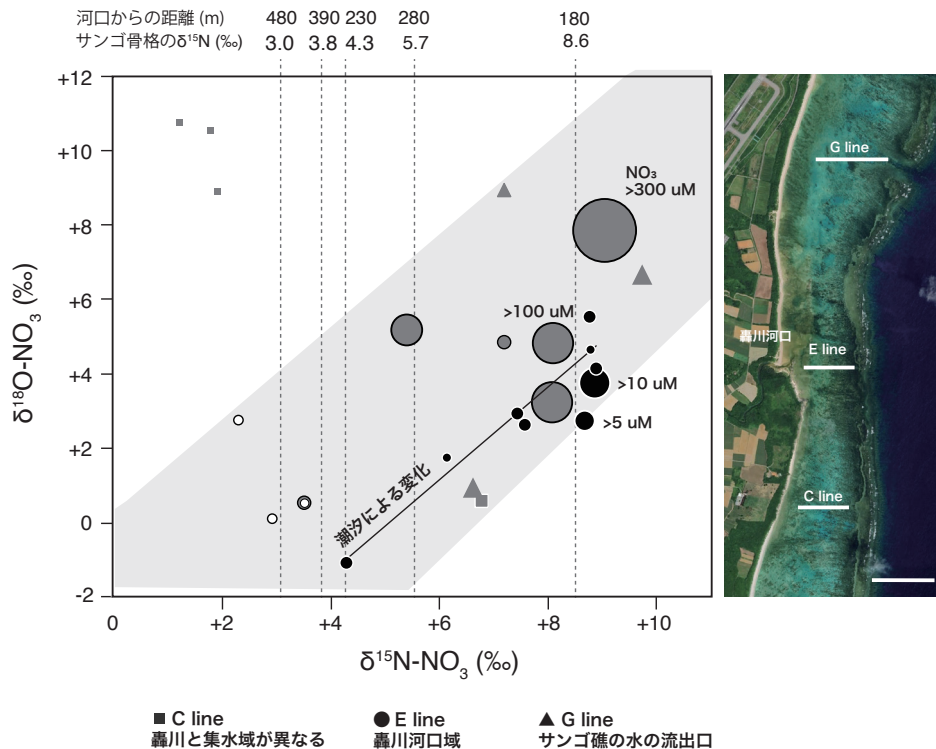 河口からの距離 (m) 480 390 230 280 180
サンゴ骨格のδ¹⁵N (‰) 3.0 3.8 4.3 5.7 8.6
+12
+10
+8
+6
+4
+2
0
-2
δ¹⁸O-NO₃ (‰)
NO₃
>300 uM
>100 uM
>10 uM
>5 uM
潮汐による変化
0 +2 +4 +6 +8 +10
δ¹⁵N-NO₃ (‰)
G line
轟川河口
E line
C line
■ C line
轟川と集水域が異なる
● E line
轟川河口域
▲ G line
サンゴ礁の水の流出口